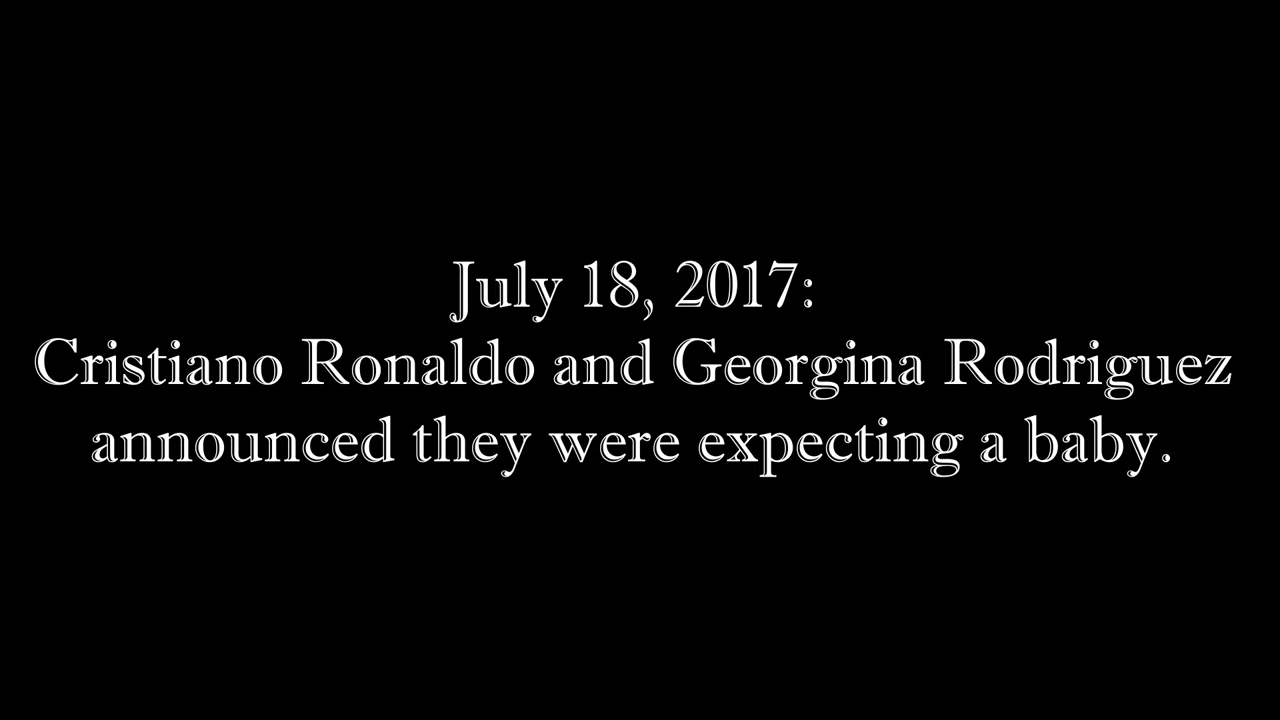 July 18, 2017:
Cristiano Ronaldo and Georgina Rodriguez
announced they were expecting a baby.